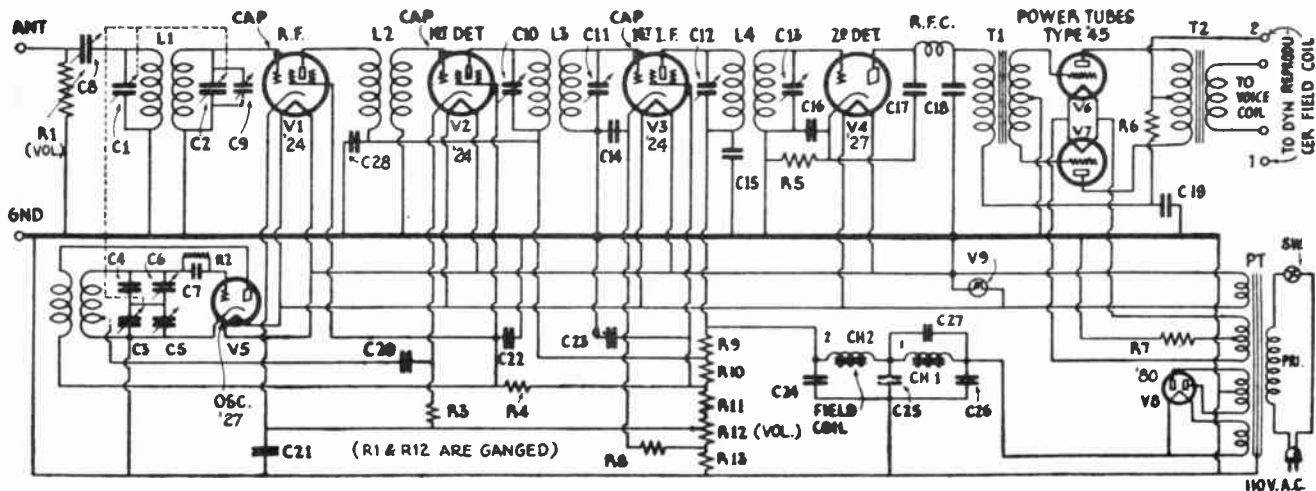 ANT
C8
R1
(VOL)
L1
C1
C2
C9
CAP
R.F.
V1
'24
C28
L2
CAP
1ST DET
V2
'24
C10
L3
C11
C14
CAP
1ST I.F.
V3
'24
C12
L4
C15
C13
C16
R5
2D DET.
V4
'27
R.F.C.
C17
C18
T1
POWER TUBES
TYPE '45
V6
V7
R6
T2
C19
2
TO VOICE COIL
1
TO DYN REPRODUCER FIELD COIL
GND
C4
C6
R2
C7
C3
C5
V5
OSC.
'27
C20
C22
C23
R3
R4
C21
(R1 & R12 ARE GANGED)
R8
R9
R10
R11
R12 (VOL.)
R13
V9
2
CH2
1
C27
CH1
C24
FIELD COIL
C25
C26
R7
'80
V8
PT
PRI.
SW.
110V. A.C.